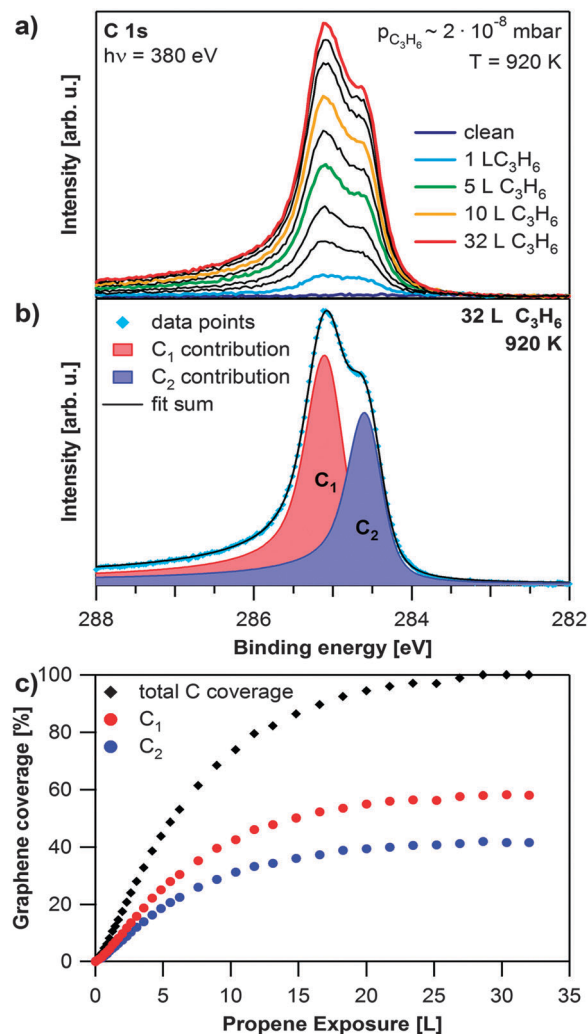 a)
C 1s
hν = 380 eV
p_C₃H₆ ~ 2 · 10⁻⁸ mbar
T = 920 K
Intensity [arb. u.]
clean
1 LC₃H₆
5 L C₃H₆
10 L C₃H₆
32 L C₃H₆
b)
data points
C₁ contribution
C₂ contribution
fit sum
32 L C₃H₆
920 K
Intensity [arb. u.]
C₁
C₂
288 286 284 282
Binding energy [eV]
c)
total C coverage
C₁
C₂
Graphene coverage [%]
100
80
60
40
20
0
0 5 10 15 20 25 30 35
Propene Exposure [L]